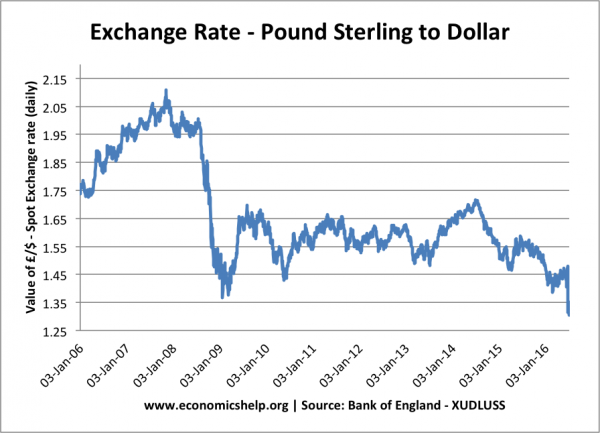 Exchange Rate - Pound Sterling to Dollar
Value of £/$ - Spot Exchange rate (daily)
2.15
2.05
1.95
1.85
1.75
1.65
1.55
1.45
1.35
1.25
03-Jan-06
03-Jan-07
03-Jan-08
03-Jan-09
03-Jan-10
03-Jan-11
03-Jan-12
03-Jan-13
03-Jan-14
03-Jan-15
03-Jan-16
www.economicshelp.org | Source: Bank of England - XUDLUSS